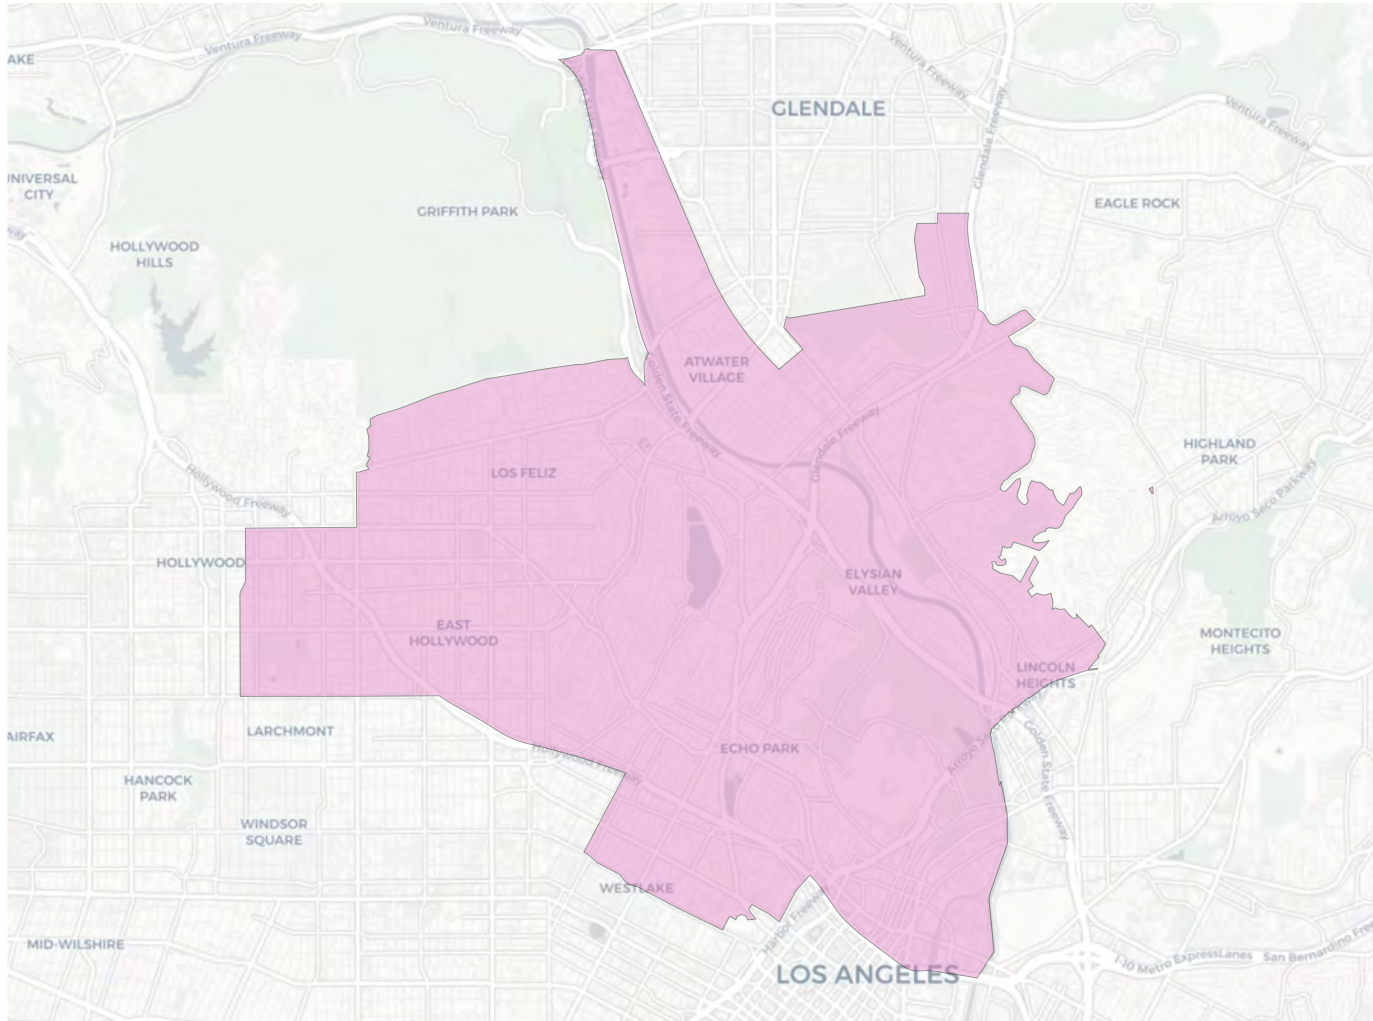 Ventura Freeway
Ventura Freeway
Ventura Freeway
Ventura Freeway
AKE
GLENDALE
Glendale Freeway
UNIVERSAL
CITY
GRIFFITH PARK
EAGLE ROCK
HOLLYWOOD
HILLS
ATWATER
VILLAGE
Golden State Freeway
Glendale Freeway
HIGHLAND
PARK
LOS FELIZ
Hollywood Freeway
Arroyo Seco Parkway
HOLLYWOOD
ELYSIAN
VALLEY
EAST
HOLLYWOOD
MONTECITO
HEIGHTS
LINCOLN
HEIGHTS
LARCHMONT
AIRFAX
ECHO PARK
Hollywood Freeway
Arroyo Seco
Golden State Freeway
HANCOCK
PARK
WINDSOR
SQUARE
WESTLAKE
Harbor Freeway
MID-WILSHIRE
LOS ANGELES
I-10 Metro ExpressLanes
San Bernardino Free